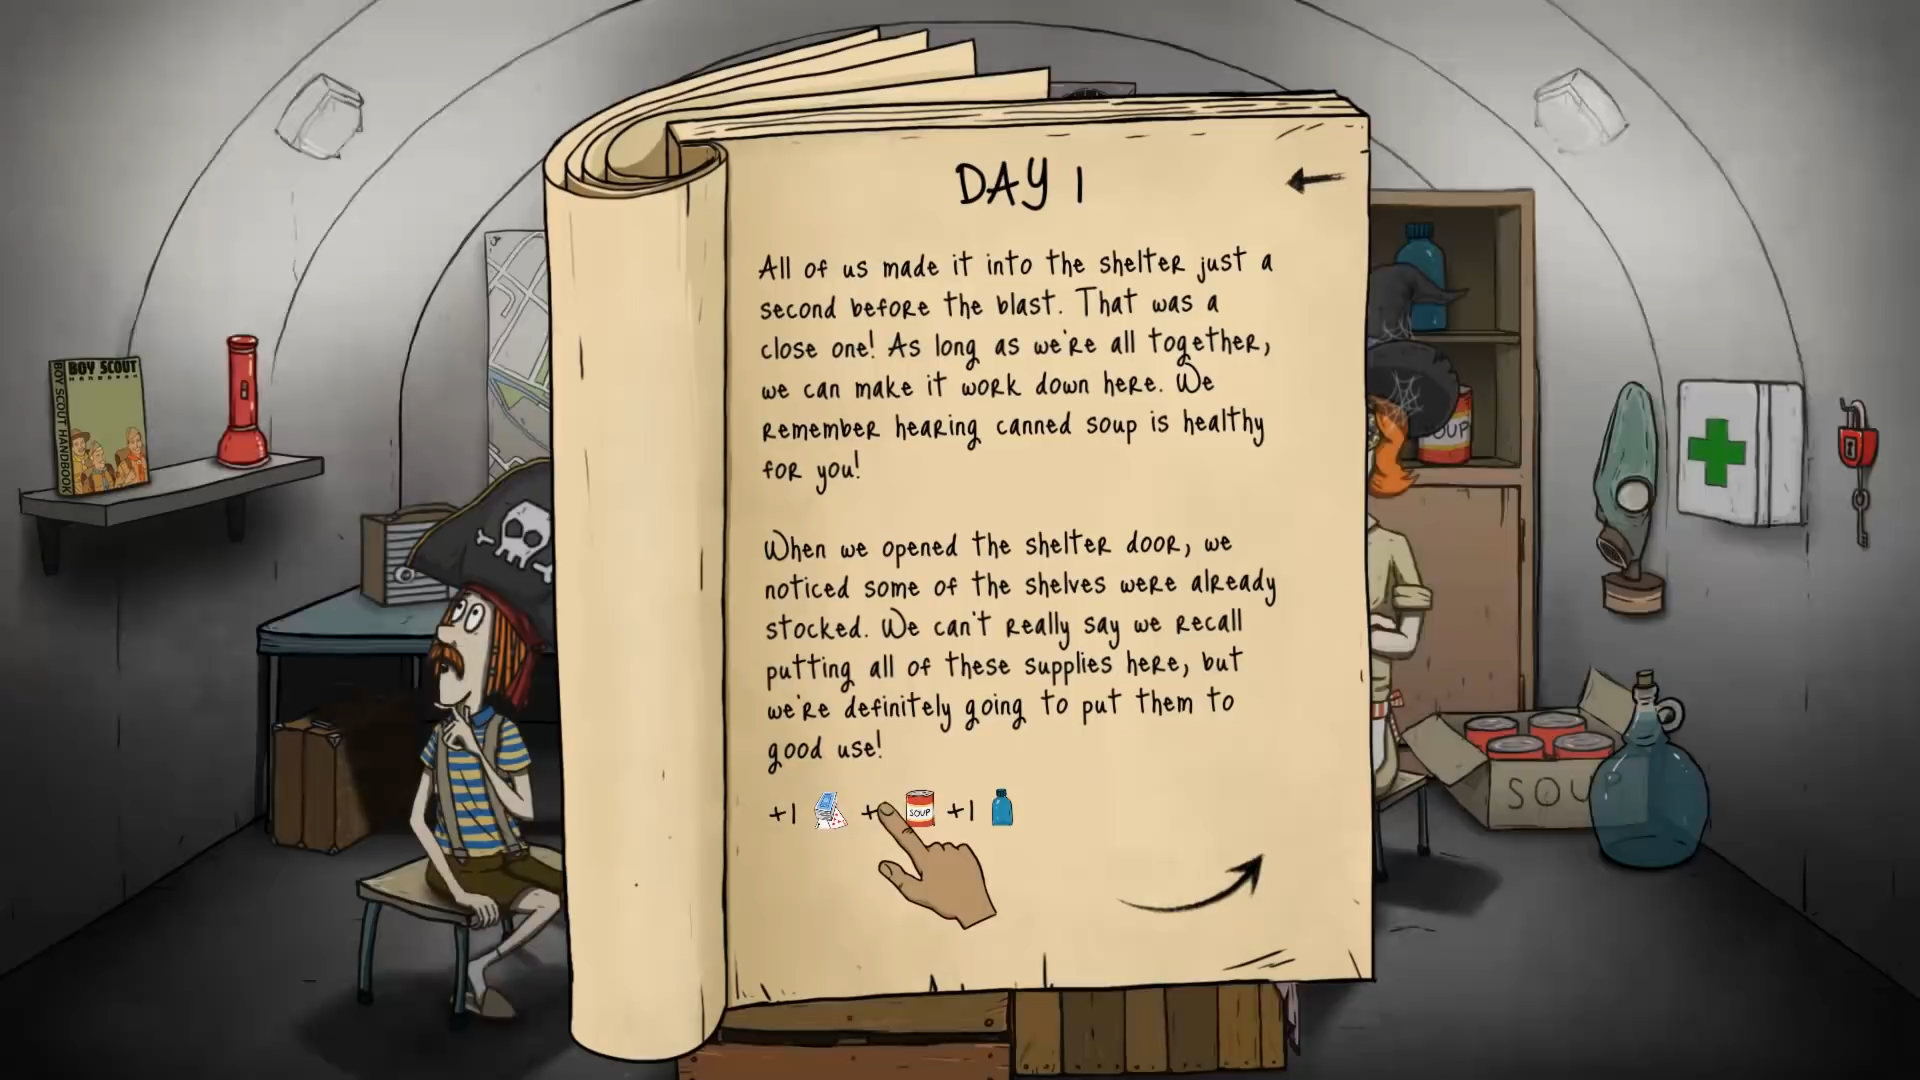 DAY 1
All of us made it into the shelter just a
second before the blast. That was a
close one! As long as we're all together,
we can make it work down here. We
remember hearing canned soup is healthy
for you!
When we opened the shelter door, we
noticed some of the shelves were already
stocked. We can't really say we recall
putting all of these supplies here, but
we're definitely going to put them to
good use!
+1 + SOUP +1
BOY SCOUT
HANDBOOK
BOY SCOUT HANDBOOK
SOUP
SOU